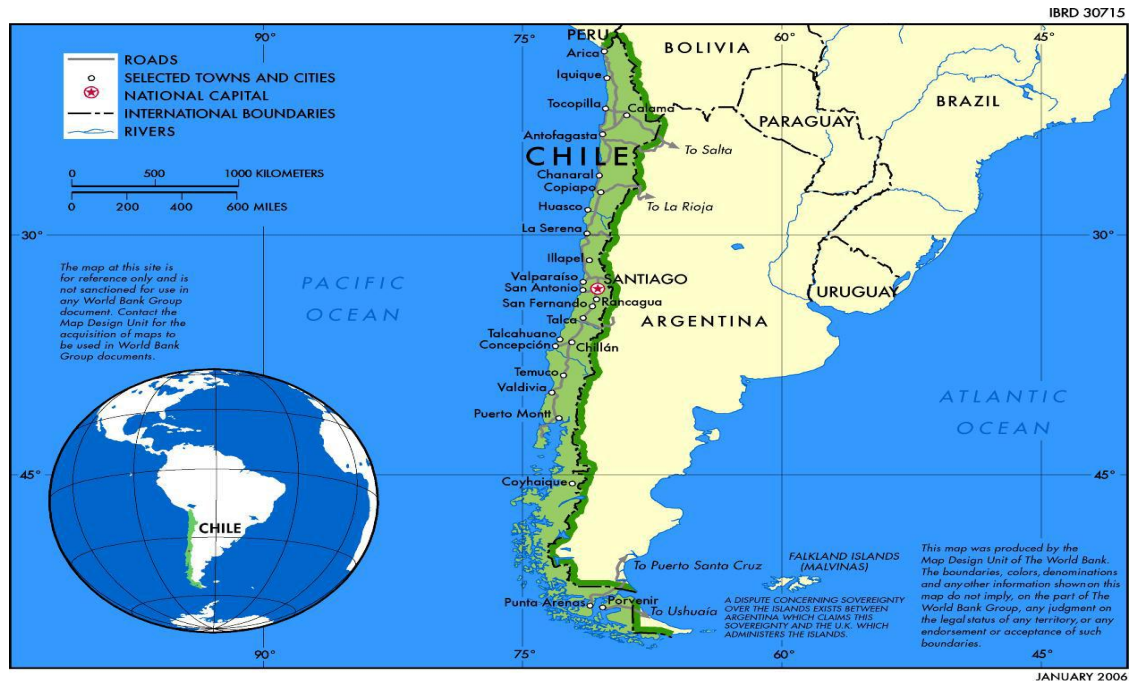 IBRD 30715
90°
75°
60°
45°
ROADS
SELECTED TOWNS AND CITIES
NATIONAL CAPITAL
INTERNATIONAL BOUNDARIES
RIVERS
0 500 1000 KILOMETERS
0 200 400 600 MILES
PERU
BOLIVIA
BRAZIL
PARAGUAY
Arica
Iquique
Tocopilla
Calama
Antofagasta
To Salta
CHILE
Chanaral
Copiapo
To La Rioja
Huasco
La Serena
30°
30°
Illapel
Valparaíso
SANTIAGO
San Antonio
San Fernando
Rancagua
URUGUAY
Talca
ARGENTINA
Talcahuano
Concepción
Chillán
Temuco
Valdivia
Puerto Montt
PACIFIC
OCEAN
ATLANTIC
OCEAN
The map at this site is
for reference only and is
not sanctioned for use in
any World Bank Group
document. Contact the
Map Design Unit for the
acquisition of maps to
be used in World Bank
Group documents.
45°
45°
Coyhaique
CHILE
To Puerto Santa Cruz
FALKLAND ISLANDS
(MALVINAS)
Punta Arenas
Porvenir
To Ushuaía
A DISPUTE CONCERNING SOVEREIGNTY
OVER THE ISLANDS EXISTS BETWEEN
ARGENTINA WHICH CLAIMS THIS
SOVEREIGNTY AND THE U.K. WHICH
ADMINISTERS THE ISLANDS.
This map was produced by the
Map Design Unit of The World Bank.
The boundaries, colors, denominations
and any other information shown on this
map do not imply, on the part of The
World Bank Group, any judgment on
the legal status of any territory, or any
endorsement or acceptance of such
boundaries.
90°
75°
60°
45°
JANUARY 2006